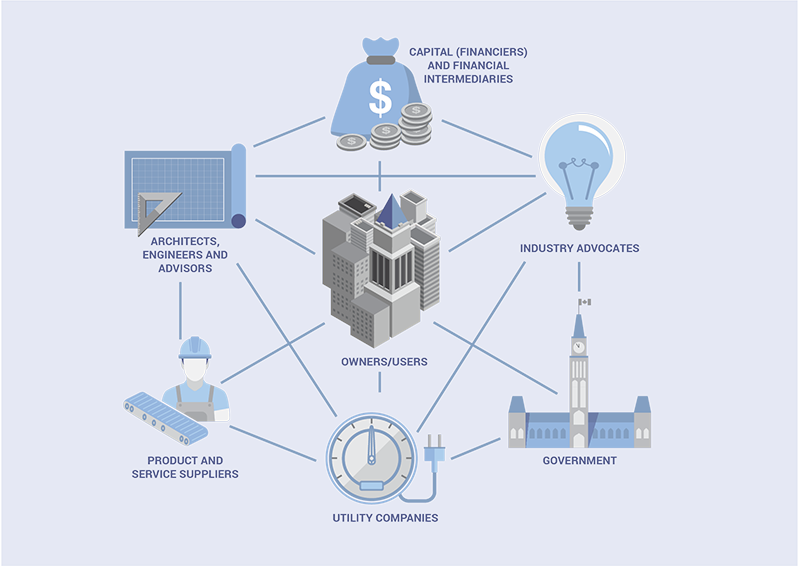 CAPITAL (FINANCIERS)
AND FINANCIAL
INTERMEDIARIES
$
$
$
$
ARCHITECTS,
ENGINEERS AND
ADVISORS
INDUSTRY ADVOCATES
OWNERS/USERS
PRODUCT AND
SERVICE SUPPLIERS
GOVERNMENT
UTILITY COMPANIES